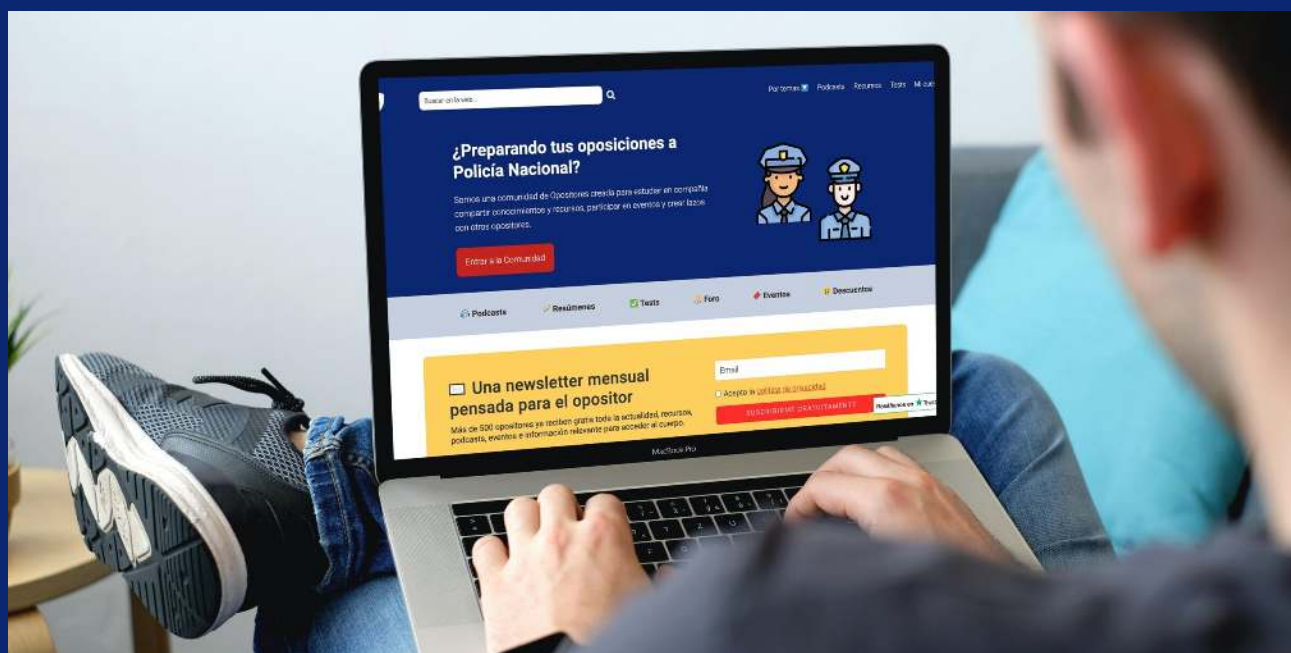 Buscar en la web...
Por temas Podcasts Recursos Tests Mi cue
¿Preparando tus oposiciones a
Policía Nacional?
Somos una comunidad de Opositores creada para estudiar en compañía
compartir conocimientos y recursos, participar en eventos y crear lazos
con otros opositores.
Entrar a la Comunidad
Podcasts Resúmenes Tests Foro Eventos Descuentos
Una newsletter mensual
pensada para el opositor
Más de 500 opositores ya reciben gratis toda la actualidad, recursos,
podcasts, eventos e información relevante para acceder al cuerpo.
Email
Acepto la política de privacidad
SUSCRIBIRME GRATUITAMENTE
MacBook Pro